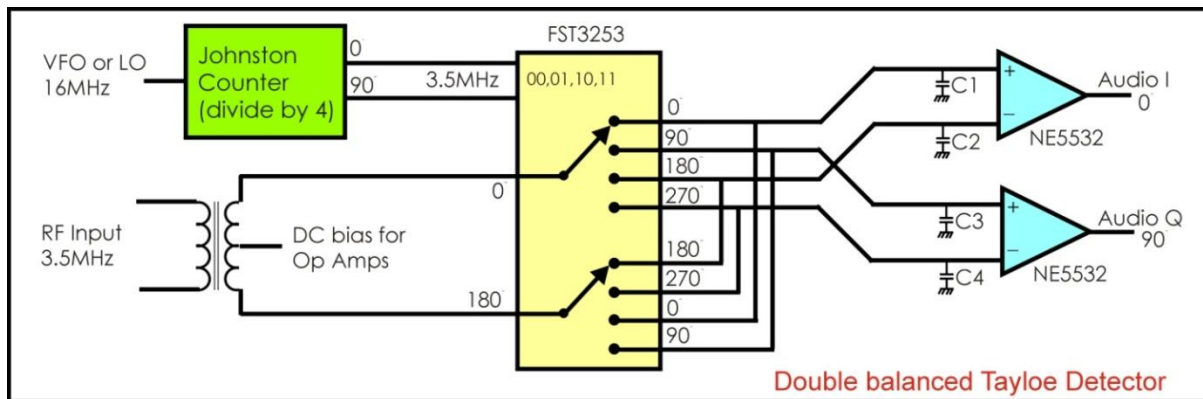 FST3253
VFO or LO
16MHz
Johnston
Counter
(divide by 4)
0°
90°
3.5MHz
00,01,10,11
0°
90°
180°
270°
180°
270°
0°
90°
0°
180°
RF Input
3.5MHz
DC bias for
Op Amps
C1
C2
C3
C4
+
−
NE5532
Audio I
0°
+
−
NE5532
Audio Q
90°
Double balanced Tayloe Detector